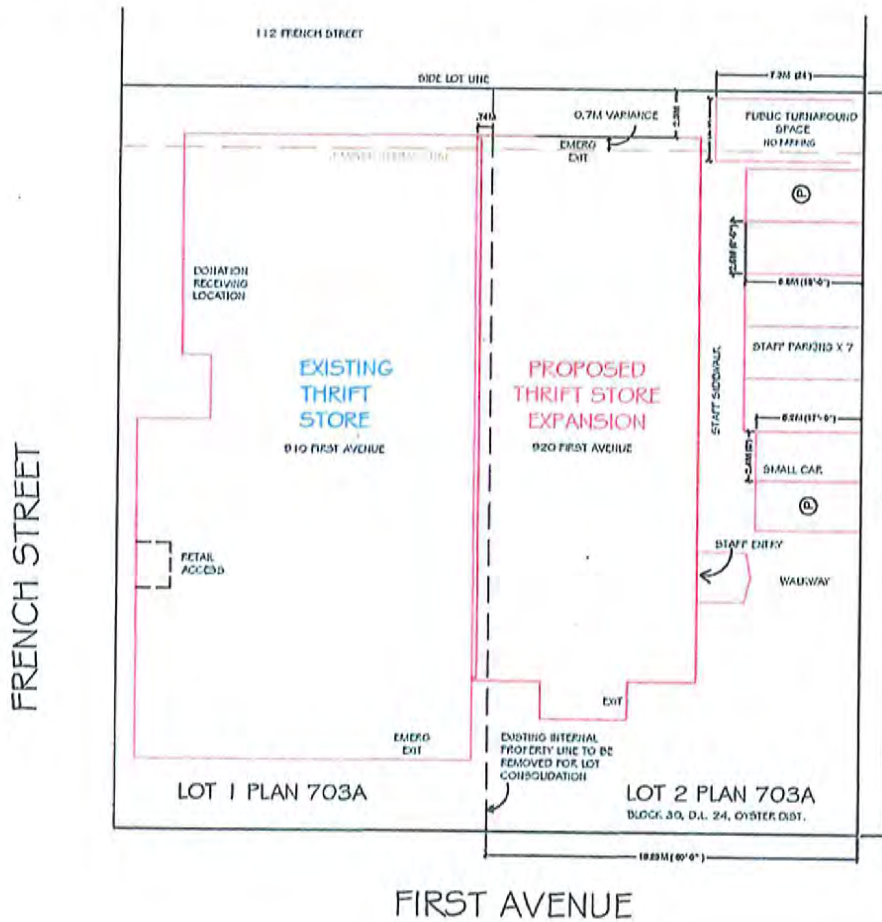 112 FRENCH STREET
SIDE LOT LINE
7.3M (24')
.74M
0.7M VARIANCE
PUBLIC TURNAROUND
SPACE
NO PARKING
EMERG
EXIT
P
DONATION
RECEIVING
LOCATION
EXISTING
THRIFT
STORE
910 FIRST AVENUE
PROPOSED
THRIFT STORE
EXPANSION
920 FIRST AVENUE
STAFF SIDEWALK
STAFF PARKING X 7
SMALL CAR
P
RETAIL
ACCESS
STAFF ENTRY
WALKWAY
EXIT
EMERG
EXIT
EXISTING INTERNAL
PROPERTY LINE TO BE
REMOVED FOR LOT
CONSOLIDATION
LOT 1 PLAN 703A
LOT 2 PLAN 703A
BLOCK 30, D.L. 24, OYSTER DIST.
FRENCH STREET
FIRST AVENUE